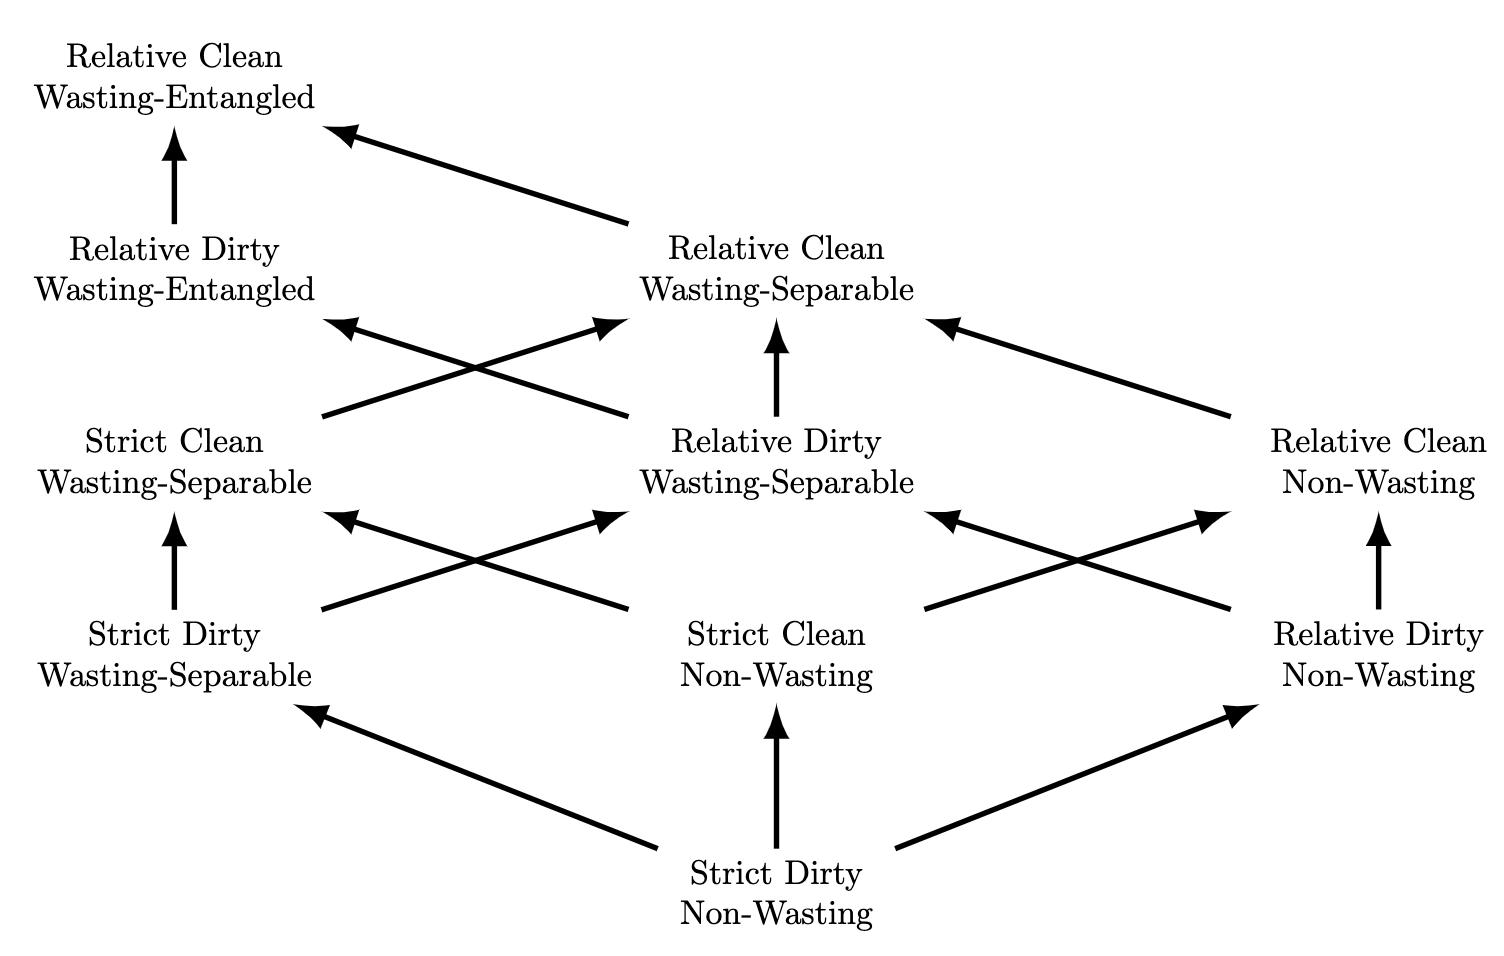 Relative Clean
Wasting-Entangled
Relative Dirty
Wasting-Entangled
Relative Clean
Wasting-Separable
Strict Clean
Wasting-Separable
Relative Dirty
Wasting-Separable
Relative Clean
Non-Wasting
Strict Dirty
Wasting-Separable
Strict Clean
Non-Wasting
Relative Dirty
Non-Wasting
Strict Dirty
Non-Wasting